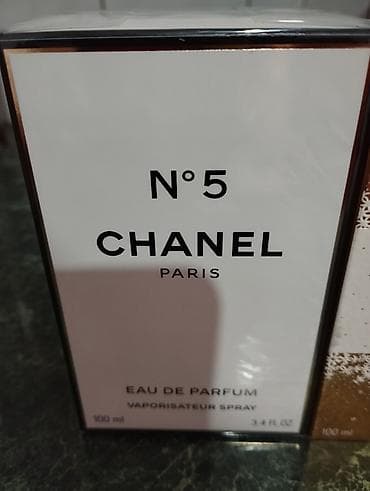 N°5
CHANEL
PARIS
EAU DE PARFUM
VAPORISATEUR SPRAY
100 ml 3.4 FL. OZ
100 ml